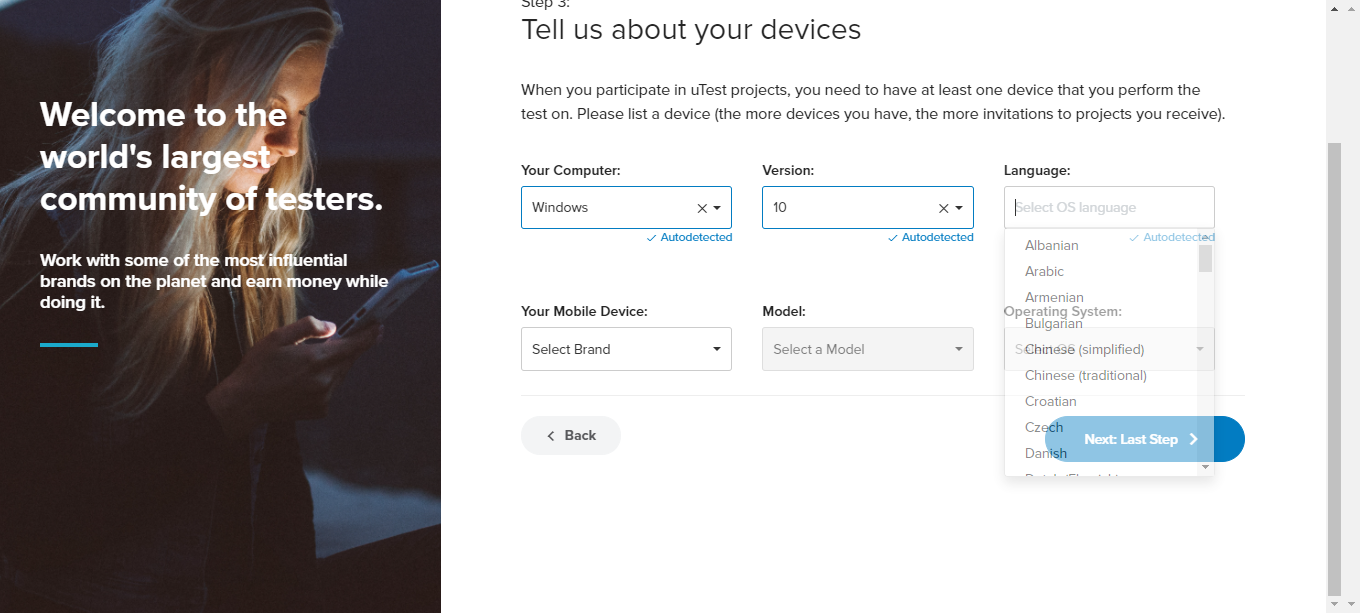 Welcome to the
world's largest
community of testers.
Work with some of the most influential
brands on the planet and earn money while
doing it.
Step 3:
Tell us about your devices
When you participate in uTest projects, you need to have at least one device that you perform the
test on. Please list a device (the more devices you have, the more invitations to projects you receive).
Your Computer: Version: Language:
Windows 10 Select OS language
Autodetected Autodetected Autodetected
Albanian
Arabic
Armenian
Your Mobile Device: Model: Operating System:
Bulgarian
Select Brand Select a Model Select OS
Chinese (simplified)
Chinese (traditional)
Croatian
Czech
Back Next: Last Step
Danish